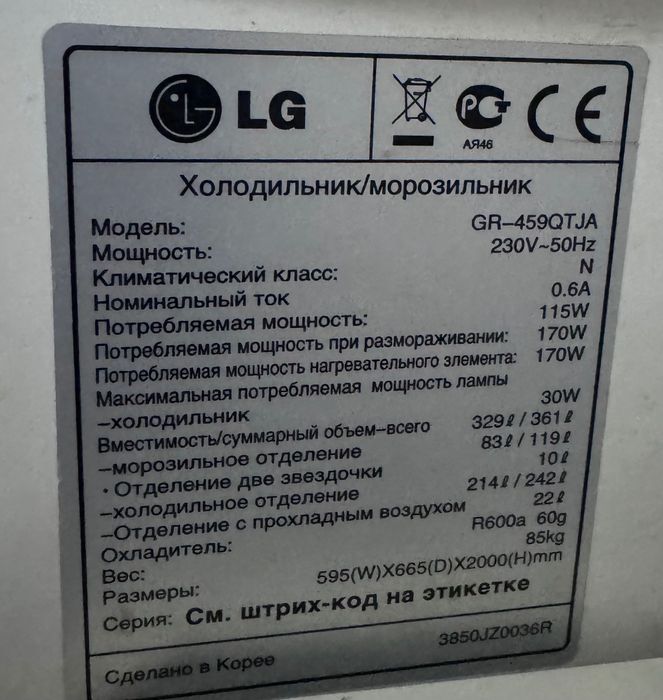 LG
PCT
АЯ46
CE
Холодильник/морозильник
Модель: GR–459QTJA
Мощность: 230V~50Hz
Климатический класс: N
Номинальный ток 0.6A
Потребляемая мощность: 115W
Потребляемая мощность при размораживании: 170W
Потребляемая мощность нагревательного элемента: 170W
Максимальная потребляемая мощность лампы
–холодильник 30W
Вместимость/суммарный объем–всего 329ℓ / 361ℓ
–морозильное отделение 83ℓ / 119ℓ
· Отделение две звездочки 10ℓ
–холодильное отделение 214ℓ / 242ℓ
–Отделение с прохладным воздухом 22ℓ
Охладитель: R600a 60g
Вес: 85kg
Размеры: 595(W)X665(D)X2000(H)mm
Серия: См. штрих-код на этикетке
3850JZ0036R
Сделано в Корее